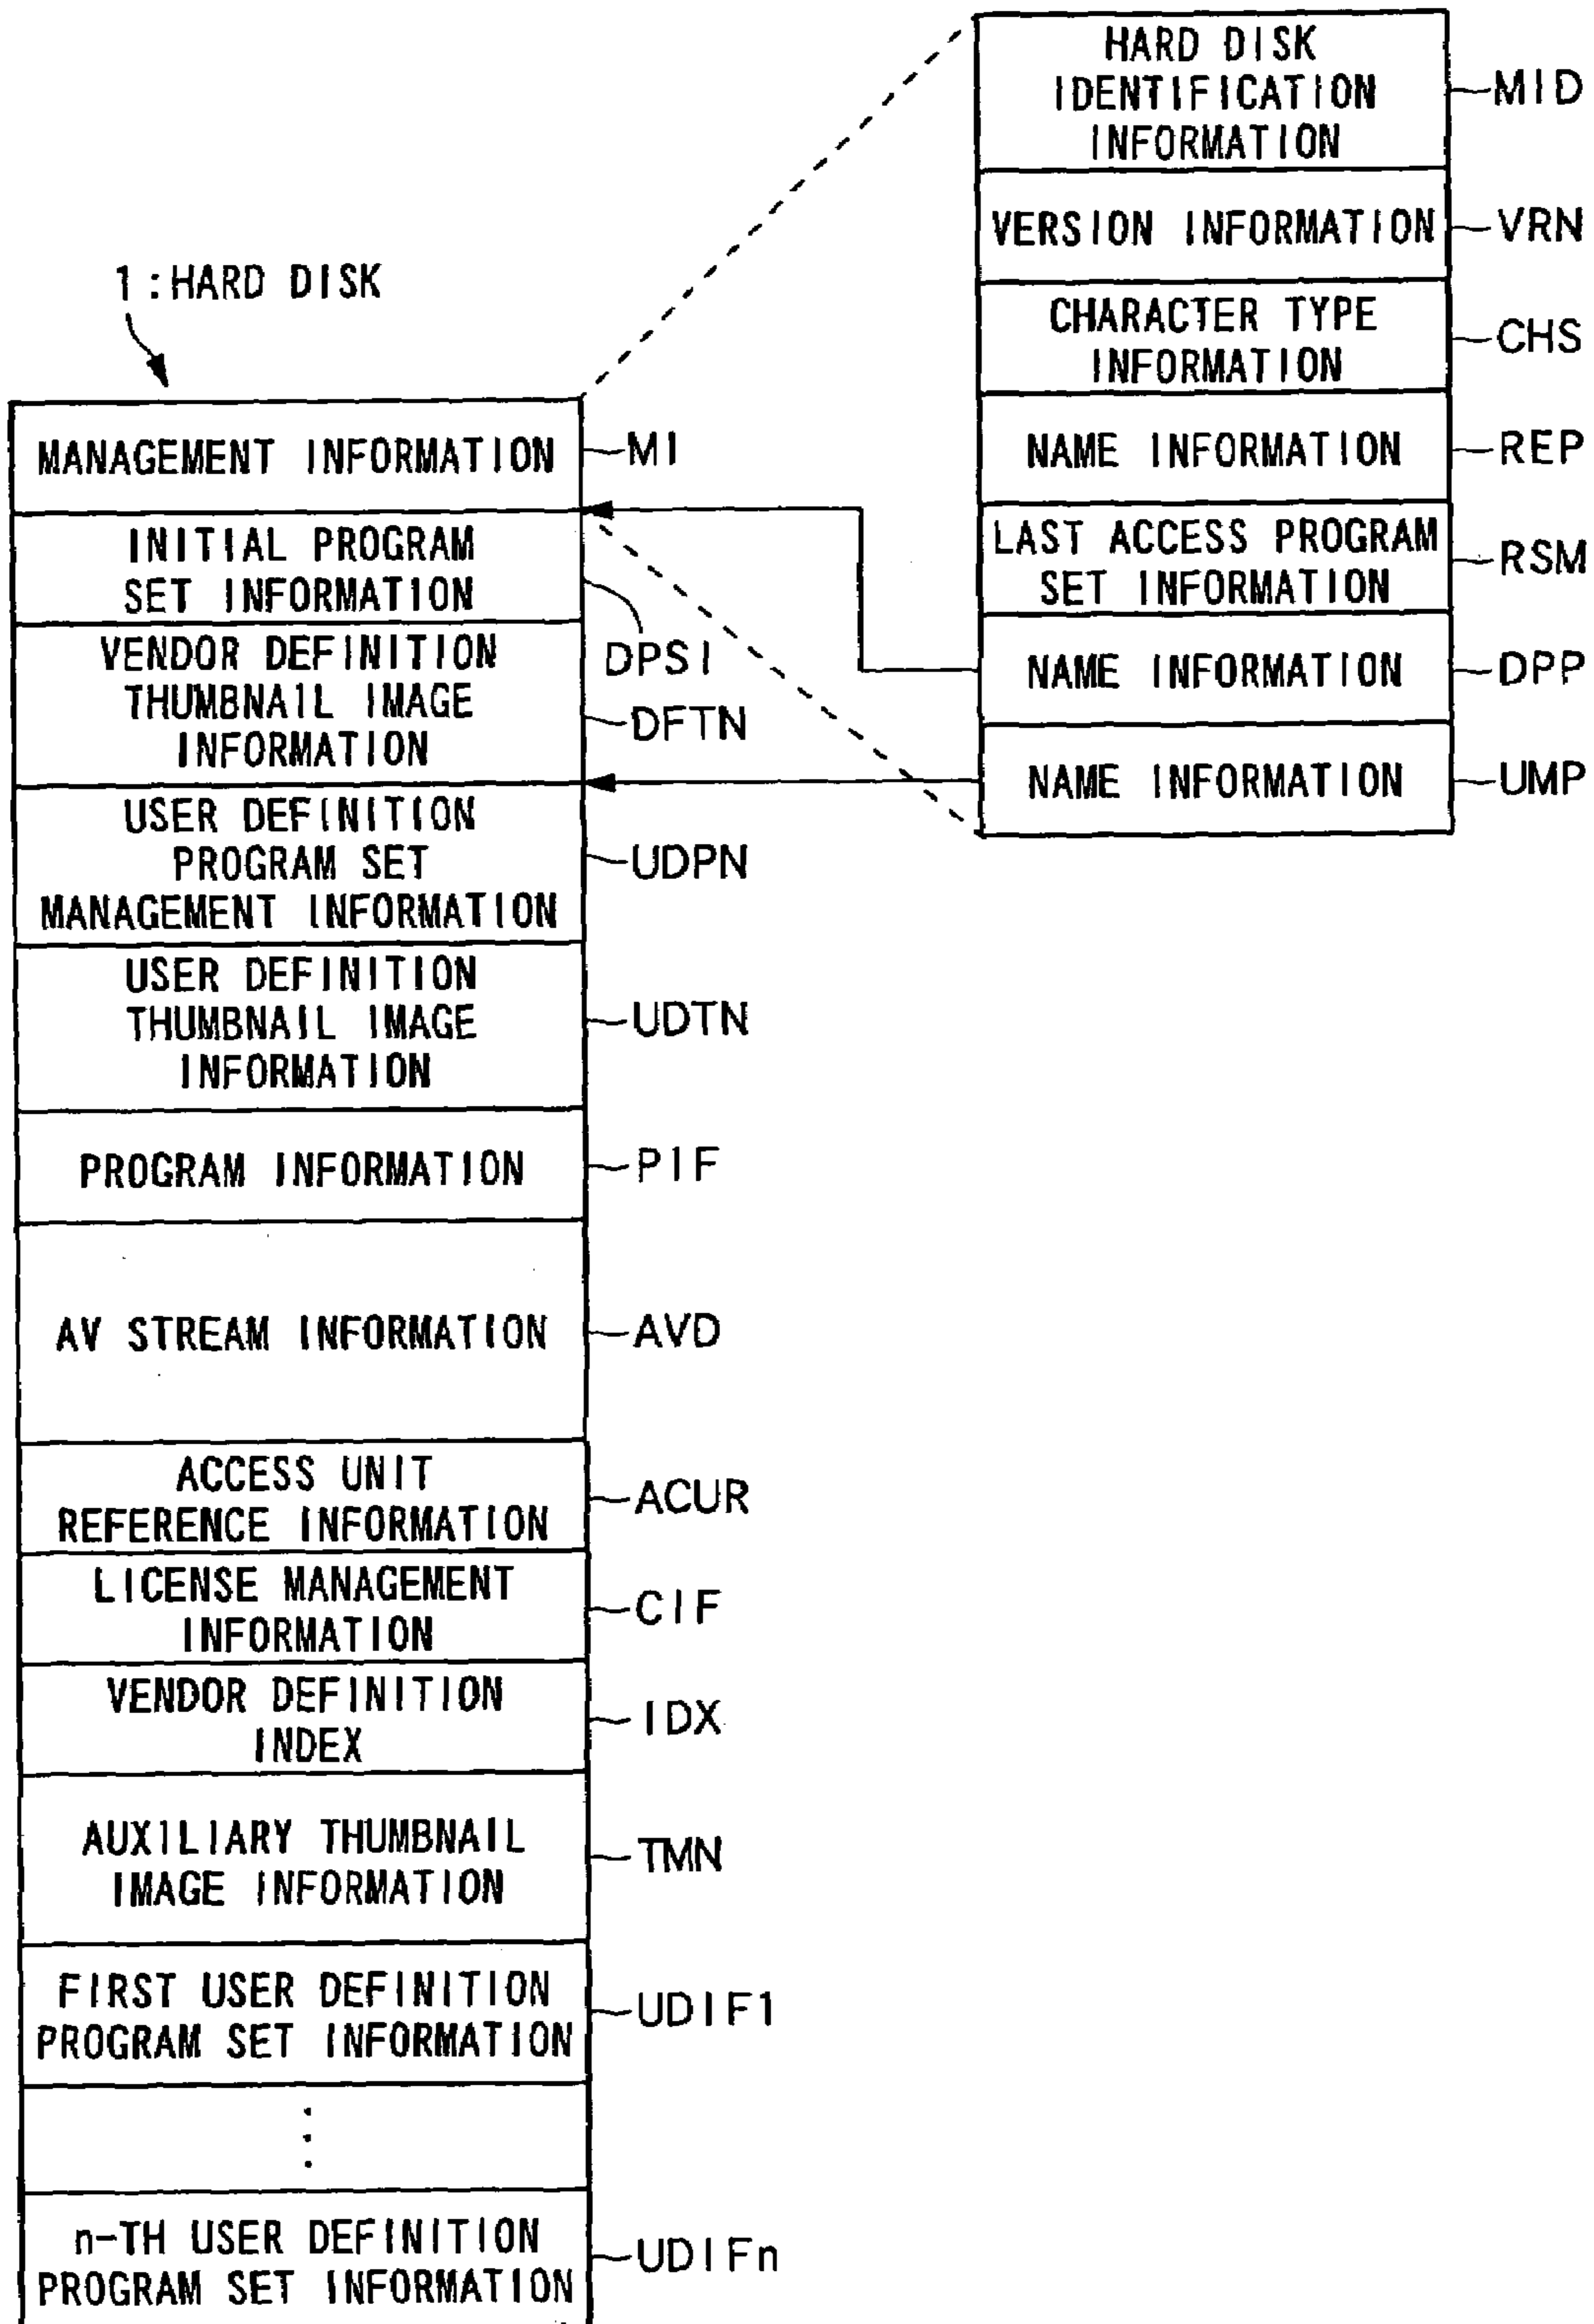 1:HARD DISK
MANAGEMENT INFORMATION
MI
INITIAL PROGRAM
SET INFORMATION
DPSI
VENDOR DEFINITION
THUMBNAIL IMAGE
INFORMATION
DFTN
USER DEFINITION
PROGRAM SET
MANAGEMENT INFORMATION
UDPN
USER DEFINITION
THUMBNAIL IMAGE
INFORMATION
UDTN
PROGRAM INFORMATION
PIF
AV STREAM INFORMATION
AVD
ACCESS UNIT
REFERENCE INFORMATION
ACUR
LICENSE MANAGEMENT
INFORMATION
CIF
VENDOR DEFINITION
INDEX
IDX
AUXILIARY THUMBNAIL
IMAGE INFORMATION
TMN
FIRST USER DEFINITION
PROGRAM SET INFORMATION
UDIF1
n-TH USER DEFINITION
PROGRAM SET INFORMATION
UDIFn
HARD DISK
IDENTIFICATION
INFORMATION
MID
VERSION INFORMATION
VRN
CHARACTER TYPE
INFORMATION
CHS
NAME INFORMATION
REP
LAST ACCESS PROGRAM
SET INFORMATION
RSM
NAME INFORMATION
DPP
NAME INFORMATION
UMP